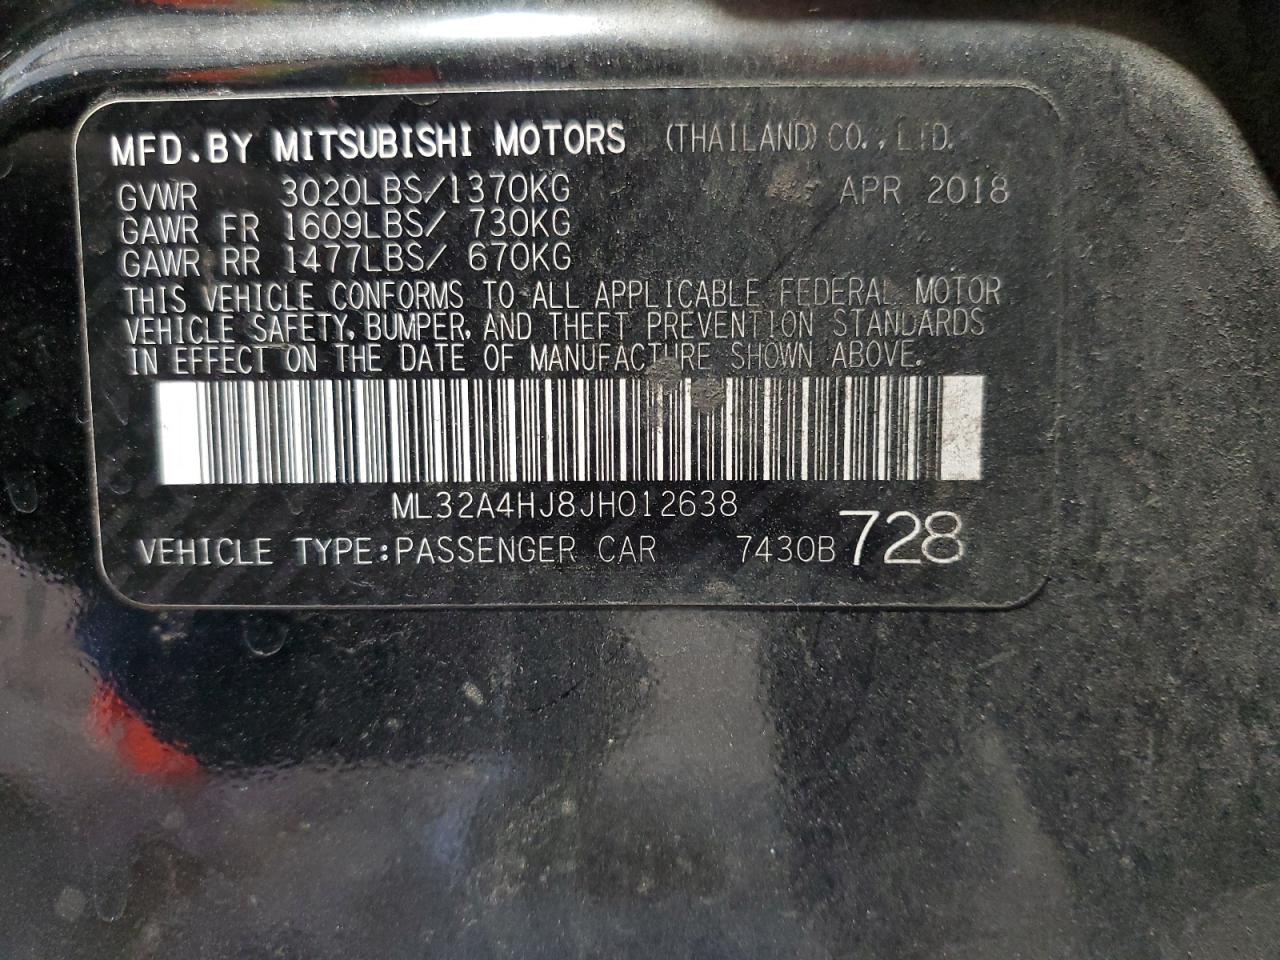 MFD.BY MITSUBISHI MOTORS (THAILAND) CO., LTD.
GVWR 3020LBS/1370KG APR 2018
GAWR FR 1609LBS/ 730KG
GAWR RR 1477LBS/ 670KG
THIS VEHICLE CONFORMS TO ALL APPLICABLE FEDERAL MOTOR
VEHICLE SAFETY, BUMPER, AND THEFT PREVENTION STANDARDS
IN EFFECT ON THE DATE OF MANUFACTURE SHOWN ABOVE.
ML32A4HJ8JH012638
VEHICLE TYPE:PASSENGER CAR 7430B 728